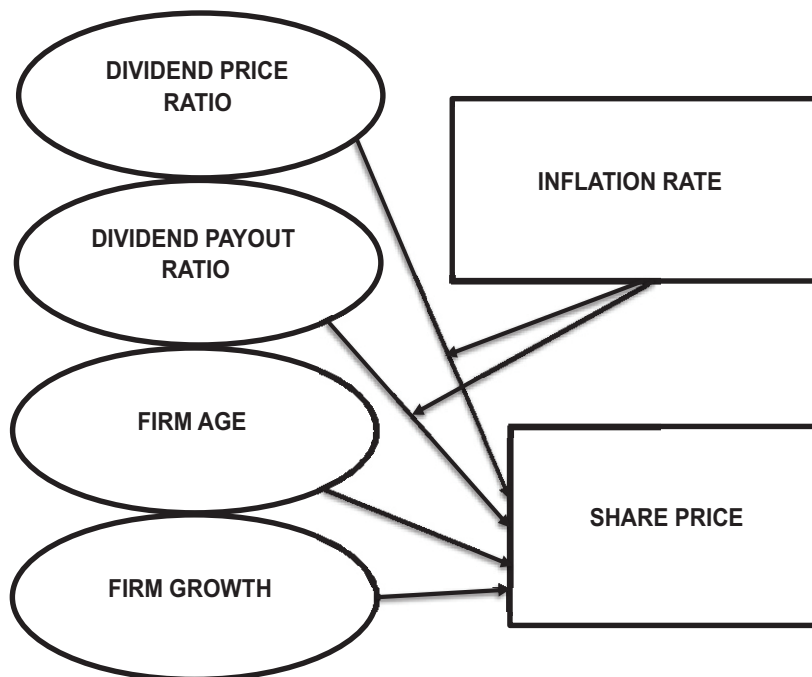 DIVIDEND PRICE
RATIO
INFLATION RATE
DIVIDEND PAYOUT
RATIO
FIRM AGE
SHARE PRICE
FIRM GROWTH